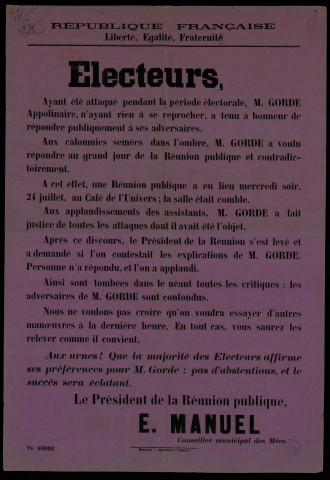 RÉPUBLIQUE FRANÇAISE
Liberté, Egalité, Fraternité
Electeurs,
Ayant été attaqué pendant la période électorale, M. GORDE
Appolinaire, n'ayant rien à se reprocher, a tenu à honneur de
répondre publiquement à ses adversaires.
Aux calomnies semées dans l'ombre, M. GORDE a voulu
répondre au grand jour de la Réunion publique et contradic-
toirement.
A cet effet, une Réunion publique a eu lieu mercredi soir,
24 juillet, au Café de l'Univers ; la salle était comble.
Aux applaudissements des assistants, M. GORDE a fait
justice de toutes les attaques dont il avait été l'objet.
Après ce discours, le Président de la Réunion s'est levé et
a demandé si l'on contestait les explications de M. GORDE.
Personne n'a répondu, et l'on a applaudi.
Ainsi sont tombées dans le néant toutes les critiques : les
adversaires de M. GORDE sont confondus.
Nous ne voulons pas croire qu'on voudra essayer d'autres
manœuvres à la dernière heure. En tout cas, vous saurez les
relever comme il convient.
Aux urnes ! Que la majorité des Electeurs affirme
ses préférences pour M. Gorde : pas d'abstentions, et le
succès sera éclatant.
Le Président de la Réunion publique,
E. MANUEL
Conseiller municipal des Mées.
Vu : GORDE